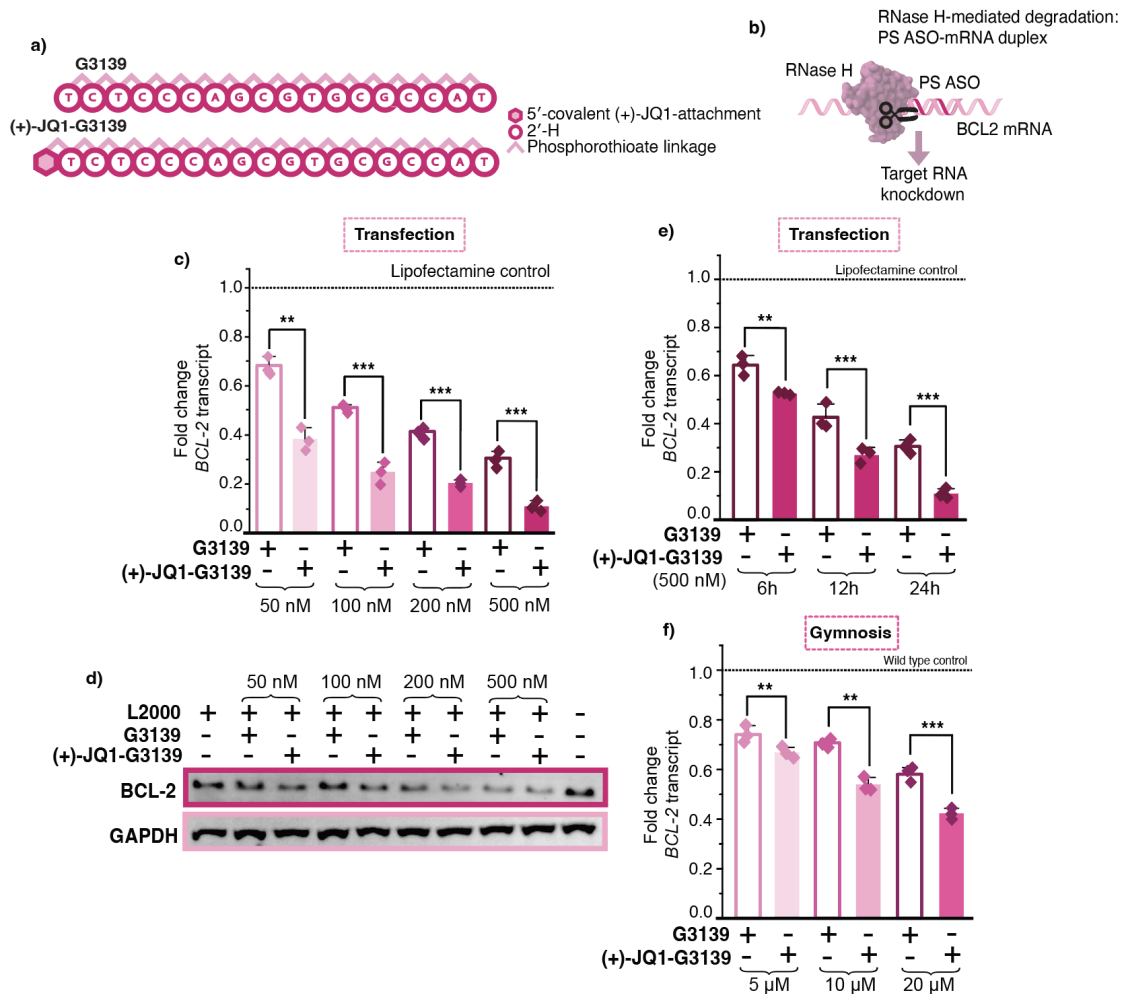 a)
G3139
T C T C C C A G C G T G C G C C A T
(+)-JQ1-G3139
T C T C C C A G C G T G C G C C A T
5′-covalent (+)-JQ1-attachment
2′-H
Phosphorothioate linkage
b)
RNase H-mediated degradation:
PS ASO-mRNA duplex
RNase H
PS ASO
BCL2 mRNA
Target RNA
knockdown
c)
Transfection
Lipofectamine control
Fold change
BCL-2 transcript
1.0
0.8
0.6
0.4
0.2
0.0
** *** *** ***
G3139 + - + - + - + -
(+)-JQ1-G3139 - + - + - + - +
50 nM 100 nM 200 nM 500 nM
d)
50 nM 100 nM 200 nM 500 nM
L2000 + + + + + + + + + -
G3139 - + - + - + - + - -
(+)-JQ1-G3139 - - + - + - + - + -
BCL-2
GAPDH
e)
Transfection
Lipofectamine control
Fold change
BCL-2 transcript
1.0
0.8
0.6
0.4
0.2
0.0
** *** ***
G3139 + - + - + -
(+)-JQ1-G3139 - + - + - +
(500 nM) 6h 12h 24h
f)
Gymnosis
Wild type control
Fold change
BCL-2 transcript
1.0
0.8
0.6
0.4
0.2
0.0
** ** ***
G3139 + - + - + -
(+)-JQ1-G3139 - + - + - +
5 µM 10 µM 20 µM